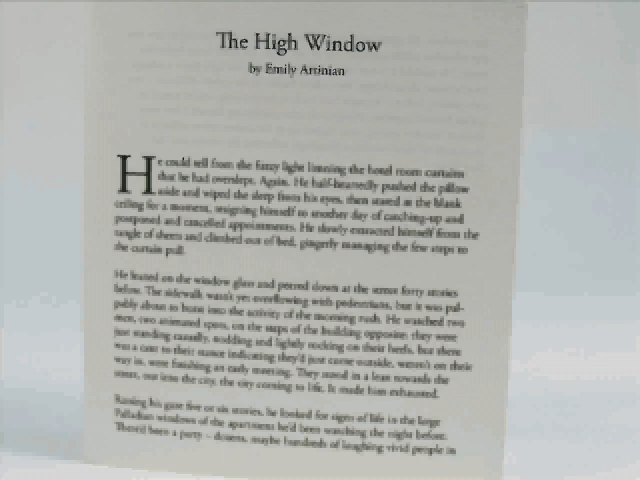 The High Window
by Emily Artinian
He could tell from the fuzzy light limning the hotel room curtains
that he had overslept. Again. He half-heartedly pushed the pillow
aside and wiped the sleep from his eyes, then stared at the blank
ceiling for a moment, resigning himself to another day of catching-up and
postponed and cancelled appointments. He slowly extracted himself from the
tangle of sheets and climbed out of bed, gingerly managing the few steps to
the curtain pull.
He leaned on the window glass and peered down at the street forty stories
below. The sidewalk wasn't yet overflowing with pedestrians, but it was pal-
pably about to burst into the activity of the morning rush. He watched two
men, two animated spots, on the steps of the building opposite; they were
just standing casually, nodding and lightly rocking on their heels, but there
was a cast to their stance indicating they'd just come outside, weren't on their
way in, were finishing an early meeting. They stood in a lean towards the
street, out into the city, the city coming to life. It made him exhausted.
Raising his gaze five or six stories, he looked for signs of life in the large
Palladian windows of the apartment he'd been watching the night before.
There'd been a party – dozens, maybe hundreds of laughing vivid people in